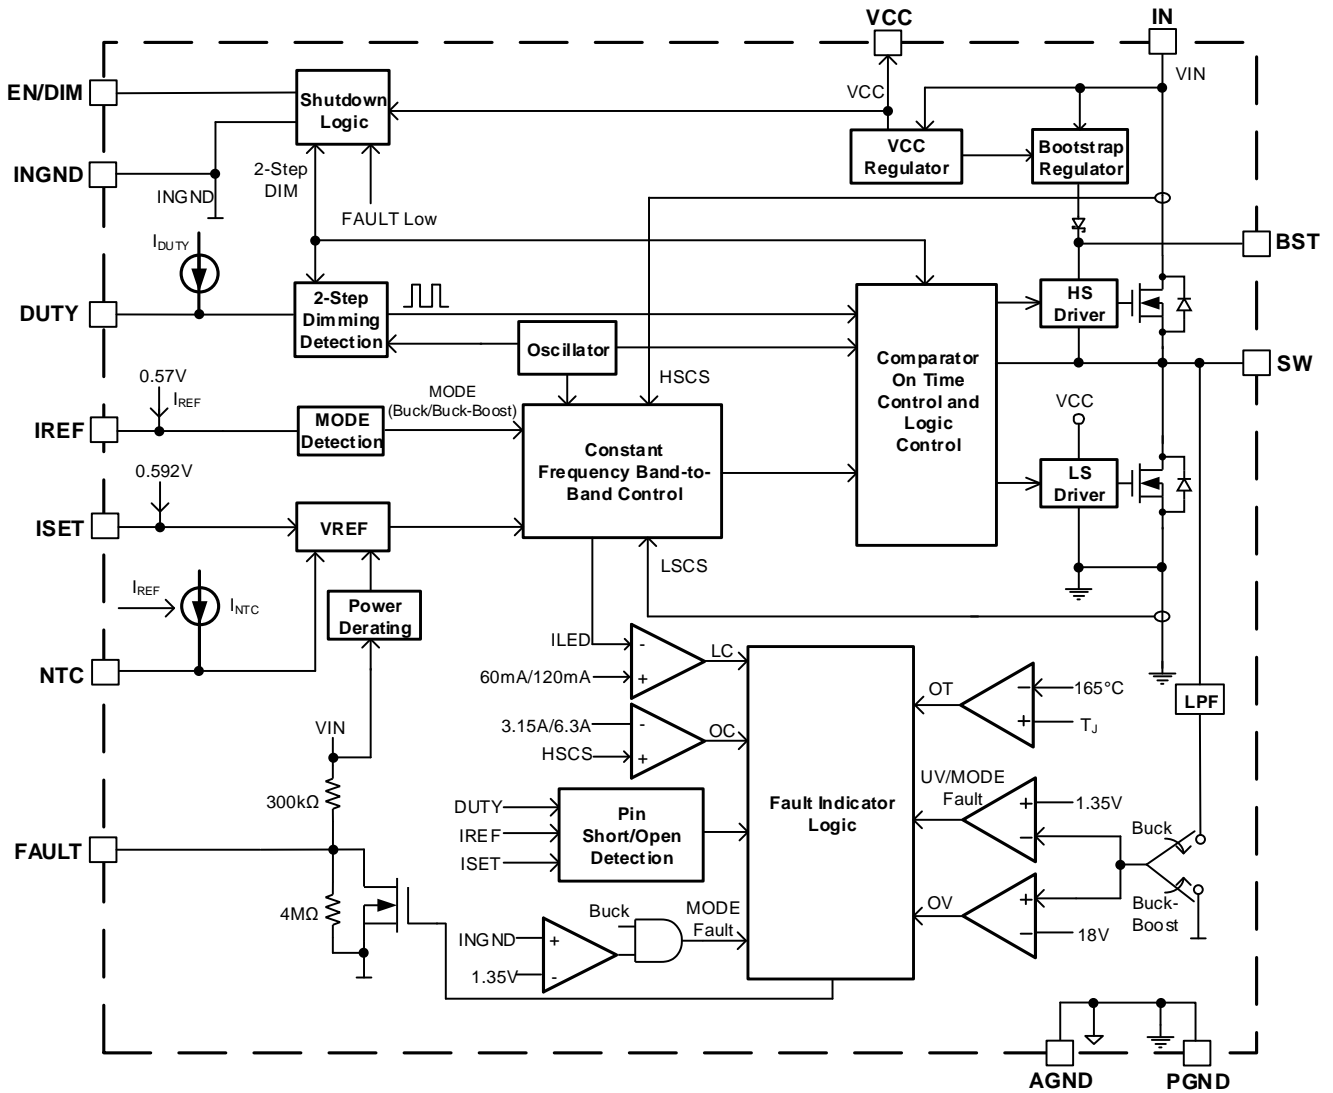 VCC
IN
EN/DIM
Shutdown
Logic
VCC
VIN
VCC
Regulator
Bootstrap
Regulator
INGND
INGND
2-Step
DIM
FAULT Low
BST
I_DUTY
DUTY
2-Step
Dimming
Detection
Oscillator
HSCS
Comparator
On Time
Control and
Logic
Control
HS
Driver
SW
0.57V
I_REF
IREF
MODE
Detection
MODE
(Buck/Buck-Boost)
Constant
Frequency Band-to-
Band Control
VCC
LS
Driver
0.592V
ISET
VREF
LSCS
I_REF
I_NTC
NTC
Power
Derating
ILED
60mA/120mA
-
+
LC
3.15A/6.3A
HSCS
-
+
OC
OT
−
+
165°C
T_J
LPF
VIN
300kΩ
FAULT
4MΩ
DUTY
IREF
ISET
Pin
Short/Open
Detection
Fault Indicator
Logic
UV/MODE
Fault
+
−
1.35V
Buck
Buck-
Boost
OV
+
−
18V
INGND
1.35V
+
-
Buck
MODE
Fault
AGND
PGND